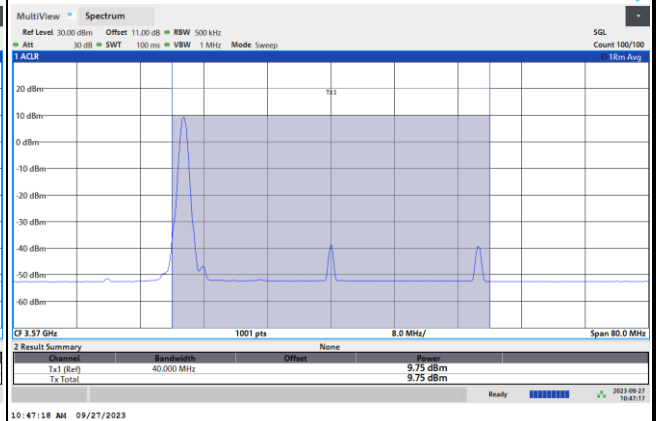 MultiView Spectrum
Ref Level 30.00 dBm Offset 11.00 dB RBW 500 kHz SGL
Att 30 dB SWT 100 ms VBW 1 MHz Mode Sweep Count 100/100
1 ACLR 1Rm Avg
20 dBm
Tx1
10 dBm
0 dBm
-10 dBm
-20 dBm
-30 dBm
-40 dBm
-50 dBm
-60 dBm
CF 3.57 GHz 1001 pts 8.0 MHz/ Span 80.0 MHz
2 Result Summary None
Channel Bandwidth Offset Power
Tx1 (Ref) 40.000 MHz 9.75 dBm
Tx Total 9.75 dBm
Ready 2023-09-27
10:47:17
10:47:18 AM 09/27/2023